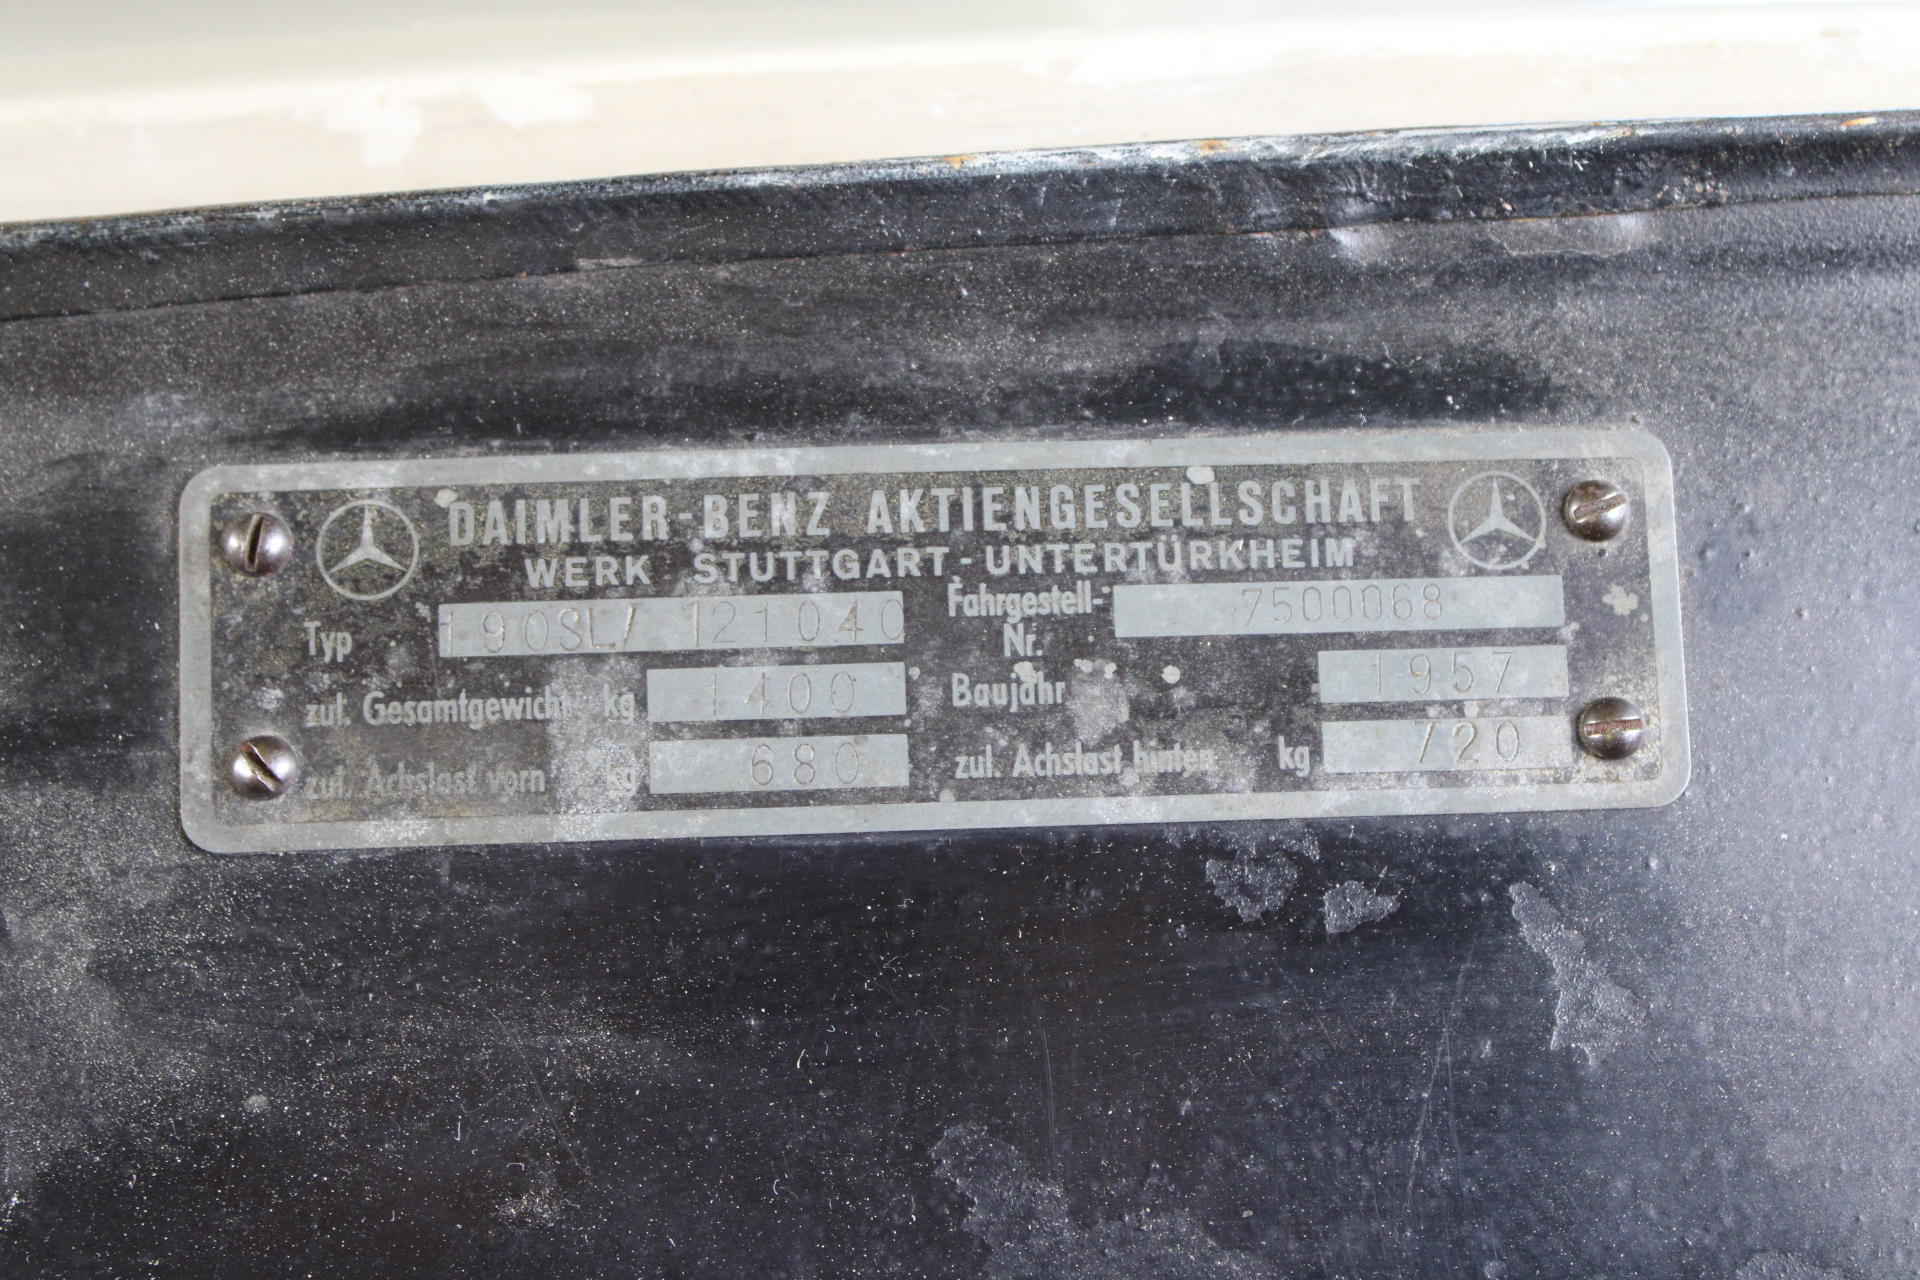 DAIMLER-BENZ AKTIENGESELLSCHAFT
WERK STUTTGART-UNTERTÜRKHEIM
Typ 190SL/ 121040 Fahrgestell-Nr. 7500068
zul. Gesamtgewicht kg 1400 Baujahr 1957
zul. Achslast vorn kg 680 zul. Achslast hinten kg 720